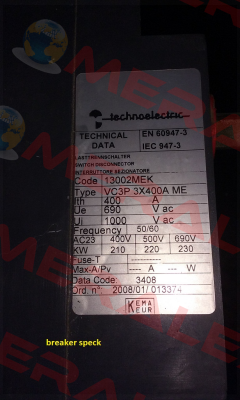 technoelectric
TECHNICAL DATA EN 60947-3 IEC 947-3
LASTTRENNSCHALTER
SWITCH DISCONNECTOR
INTERRUTTORE SEZIONATORE
Code 13002MEK
Type VC3P 3X400A ME
Ith 400 A
Ue 690 V ac
Ui 1000 V ac
Frequency 50/60
AC23 400V 500V 690V
KW 210 220 230
Fuse-T ----------
Max-A/Pv ---- A --- W
Data Code: 3408
Ord. n° 2008/01/ 013374
KEMA
KEUR
breaker speck